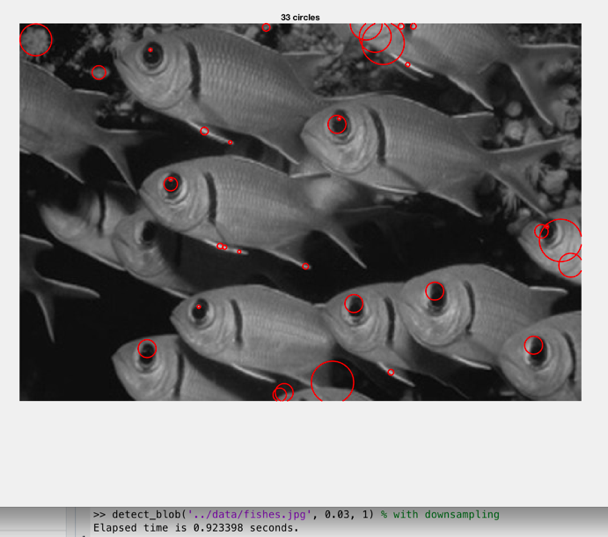 33 circles
>> detect_blob('../data/fishes.jpg', 0.03, 1) % with downsampling
Elapsed time is 0.923398 seconds.